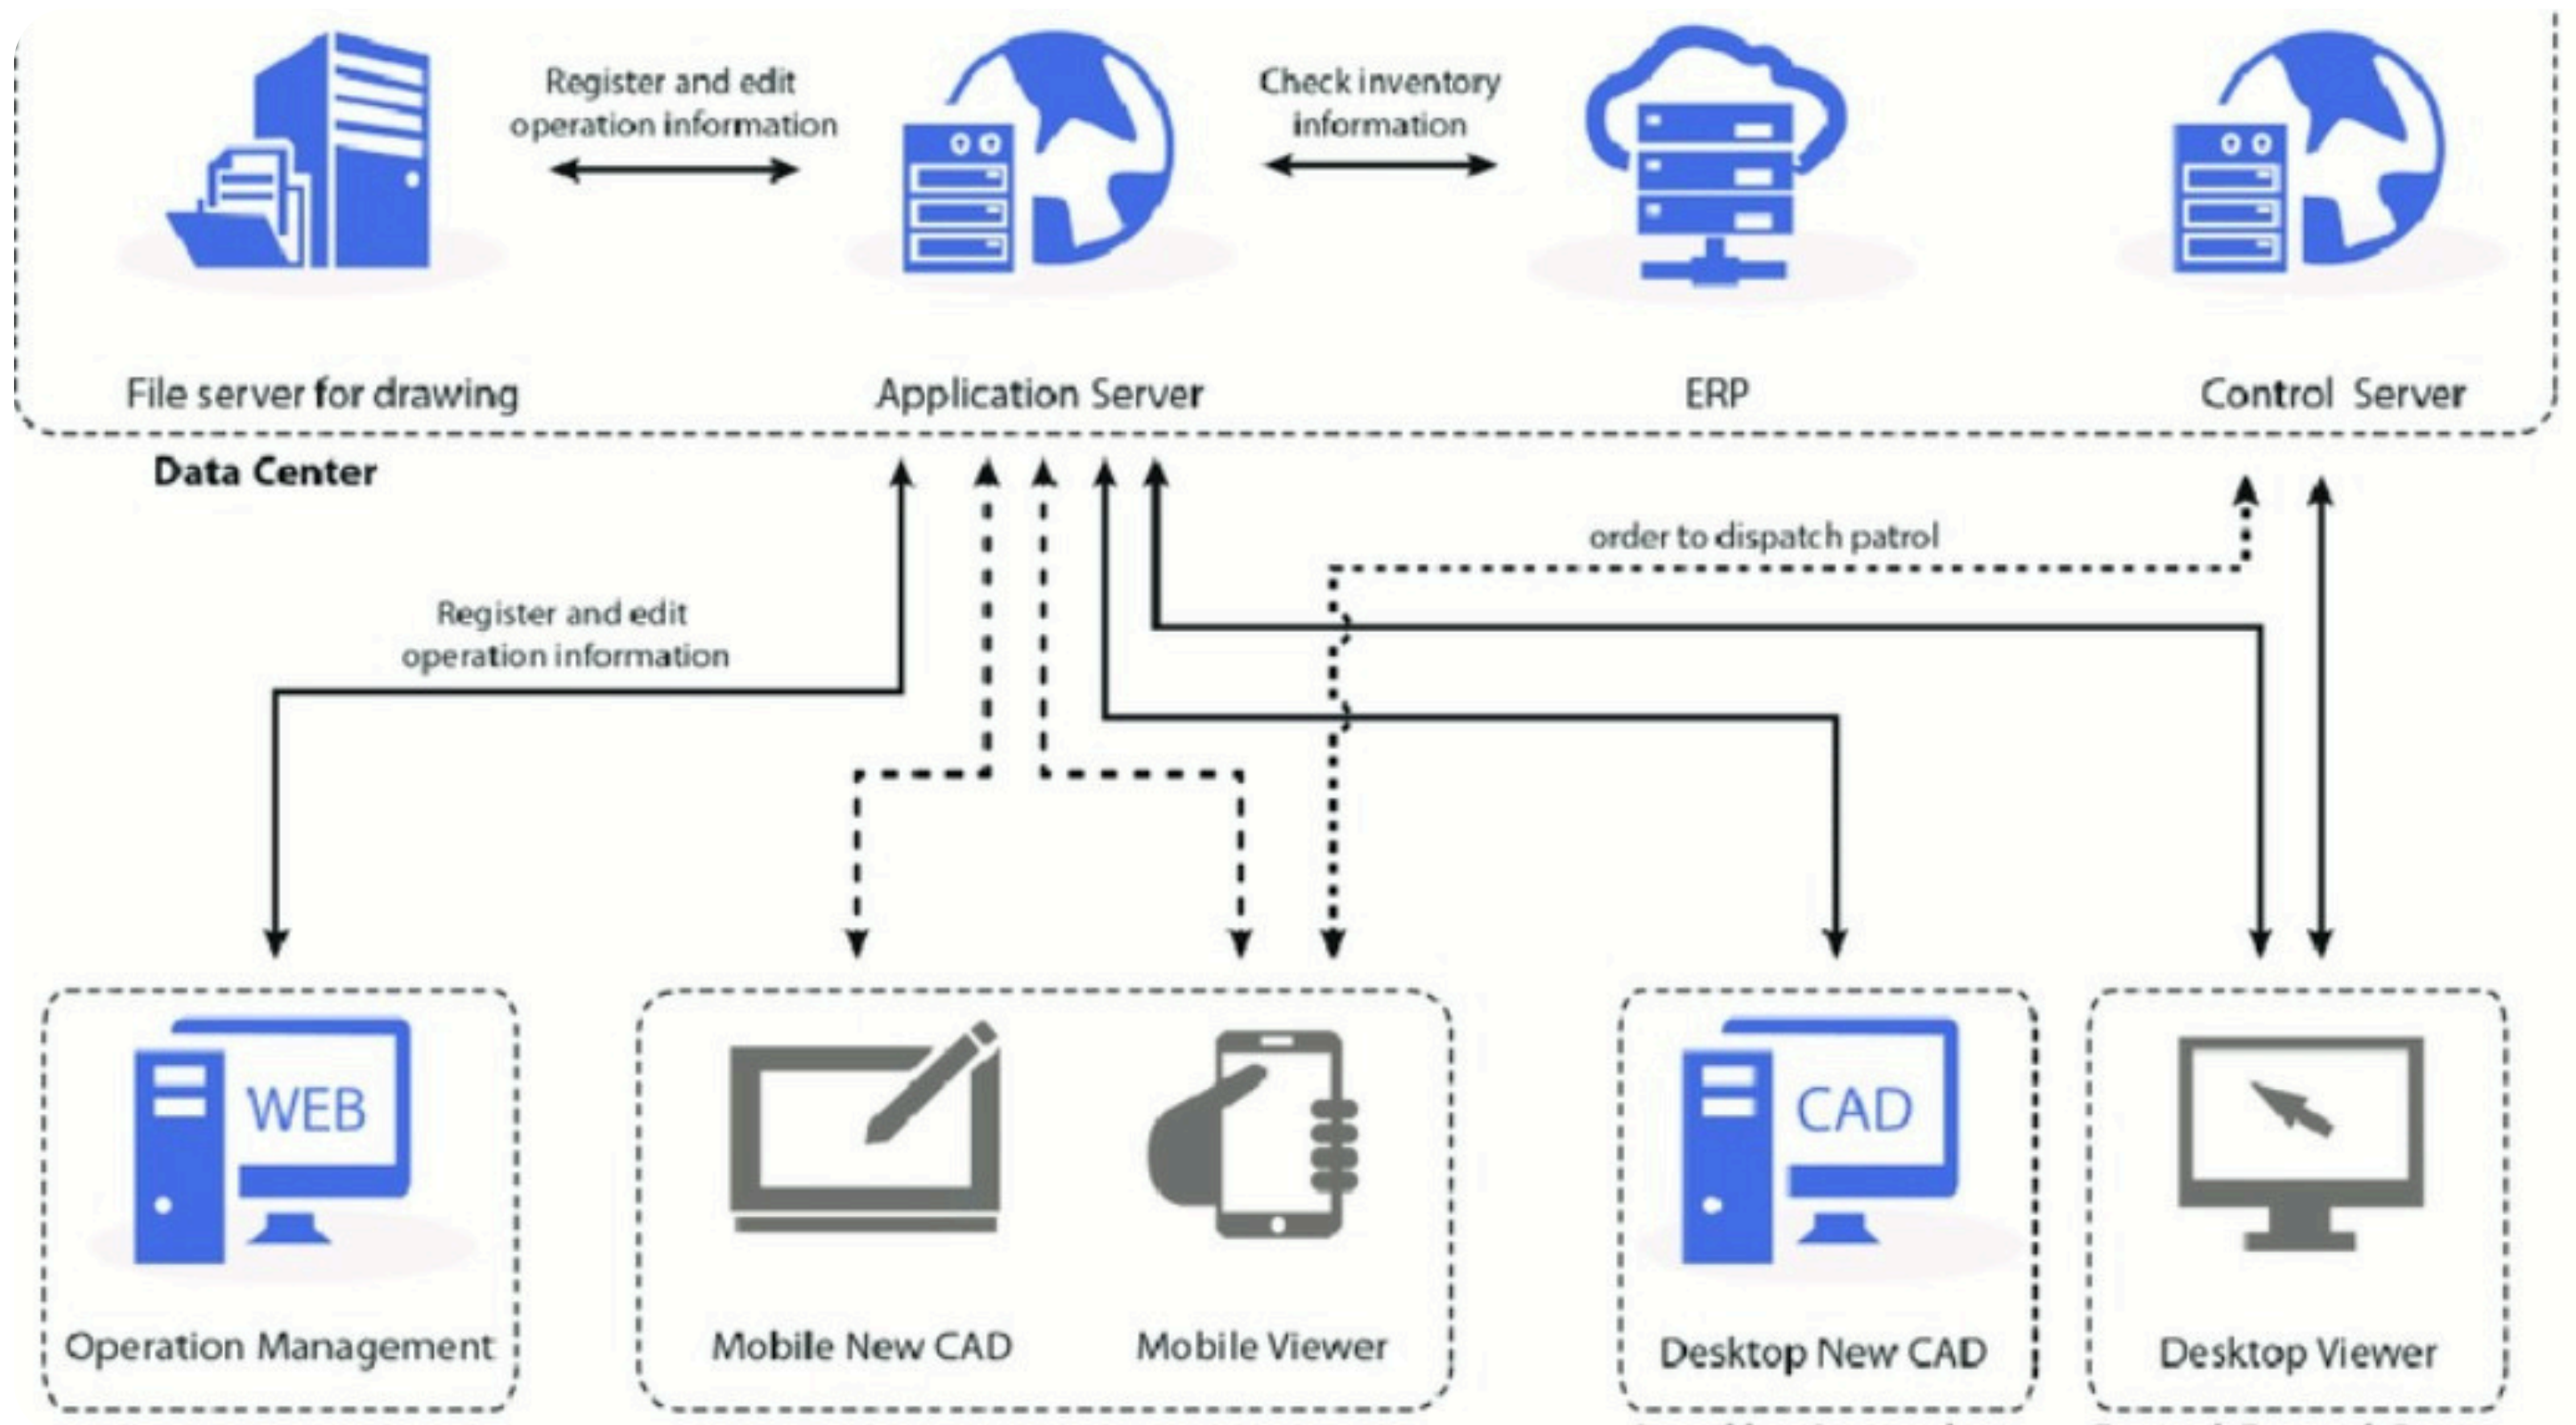 Register and edit
operation information
Check inventory
information
File server for drawing
Application Server
ERP
Control Server
Data Center
order to dispatch patrol
Register and edit
operation information
WEB
CAD
Operation Management
Mobile New CAD
Mobile Viewer
Desktop New CAD
Desktop Viewer